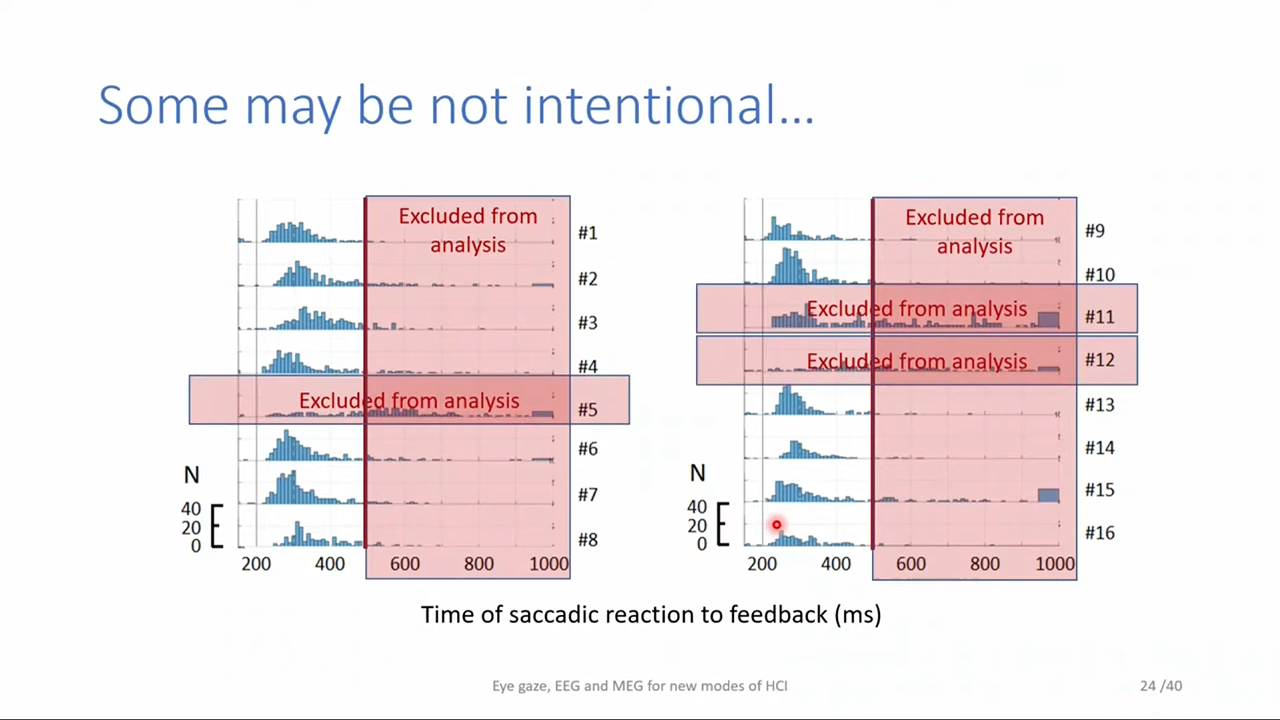 Some may be not intentional…
Excluded from
analysis
#1
#2
#3
#4
Excluded from analysis
#5
#6
#7
#8
N
40
20
0
200 400 600 800 1000
Excluded from
analysis
#9
#10
Excluded from analysis
#11
Excluded from analysis
#12
#13
#14
#15
#16
N
40
20
0
200 400 600 800 1000
Time of saccadic reaction to feedback (ms)
Eye gaze, EEG and MEG for new modes of HCI
24 /40